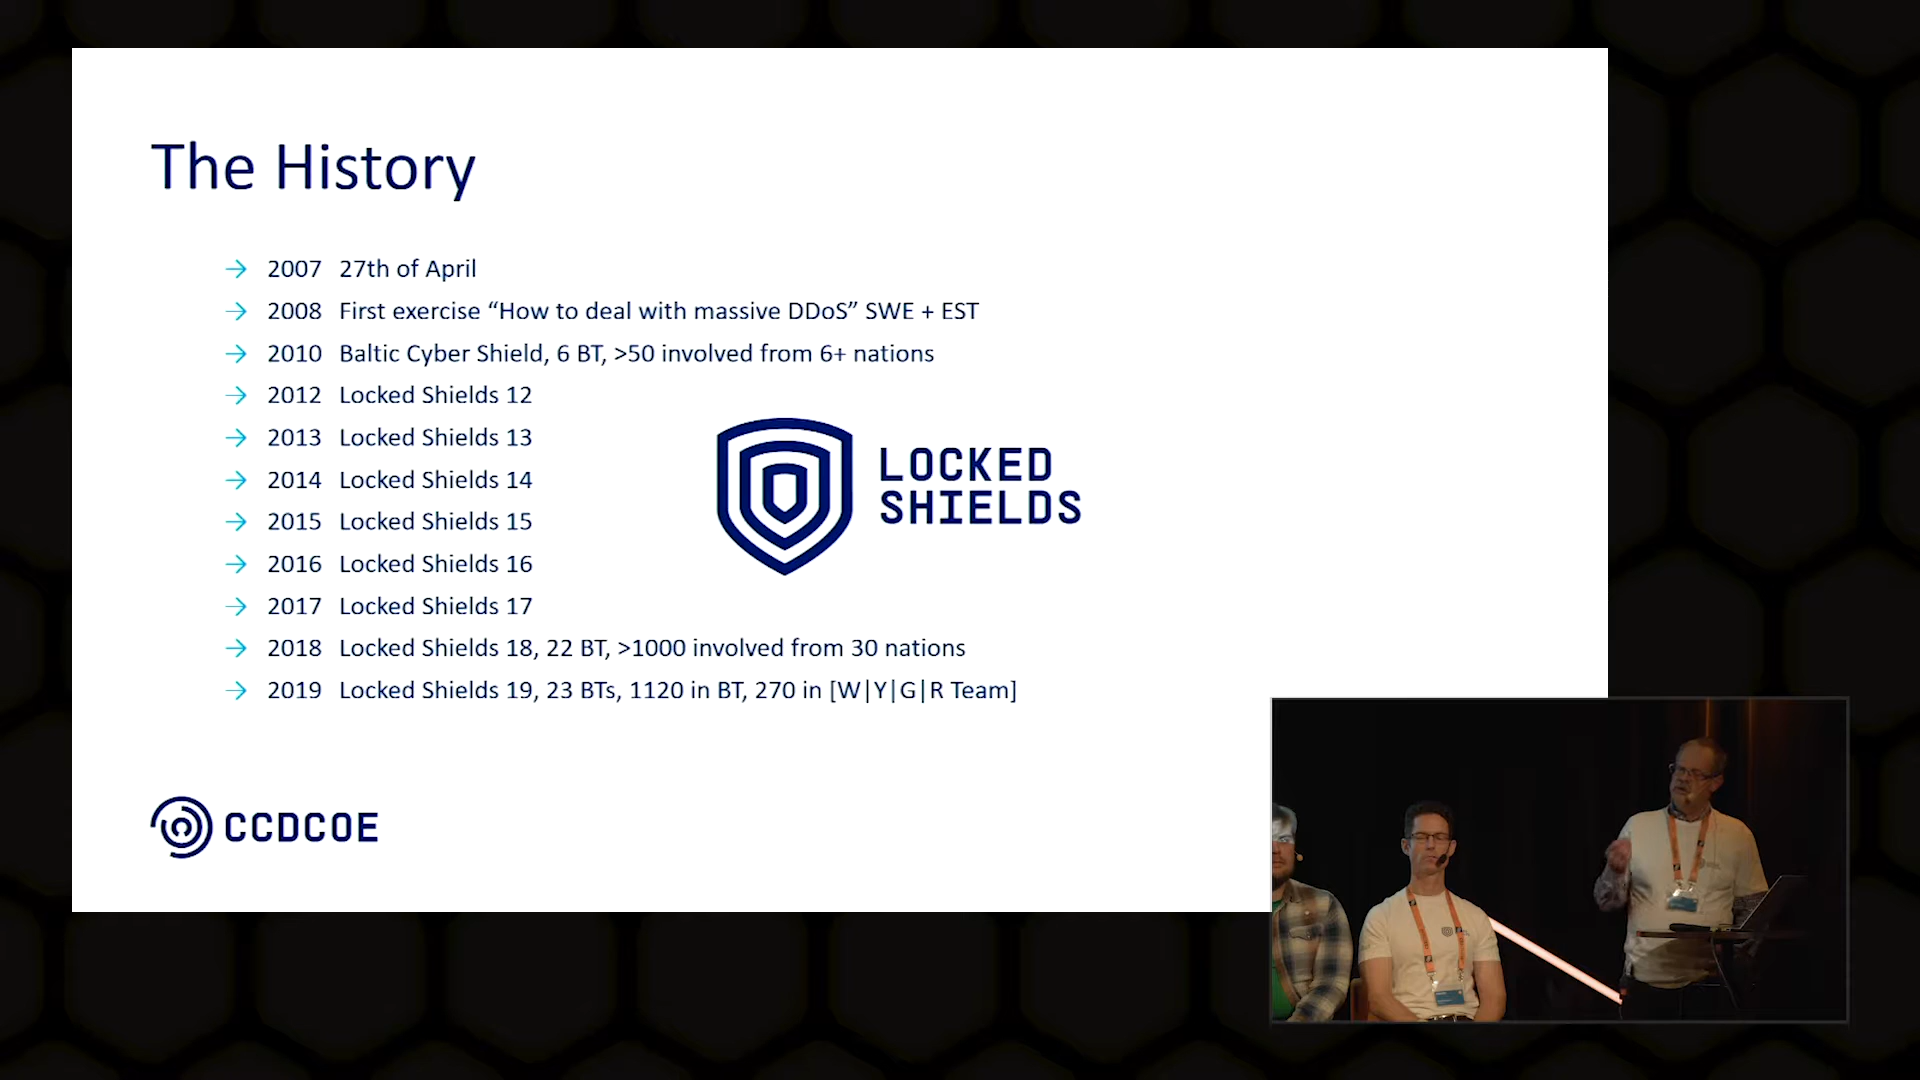 The History
→ 2007 27th of April
→ 2008 First exercise “How to deal with massive DDoS” SWE + EST
→ 2010 Baltic Cyber Shield, 6 BT, >50 involved from 6+ nations
→ 2012 Locked Shields 12
→ 2013 Locked Shields 13
→ 2014 Locked Shields 14
→ 2015 Locked Shields 15
→ 2016 Locked Shields 16
→ 2017 Locked Shields 17
→ 2018 Locked Shields 18, 22 BT, >1000 involved from 30 nations
→ 2019 Locked Shields 19, 23 BTs, 1120 in BT, 270 in [W|Y|G|R Team]
LOCKED
SHIELDS
CCDCOE